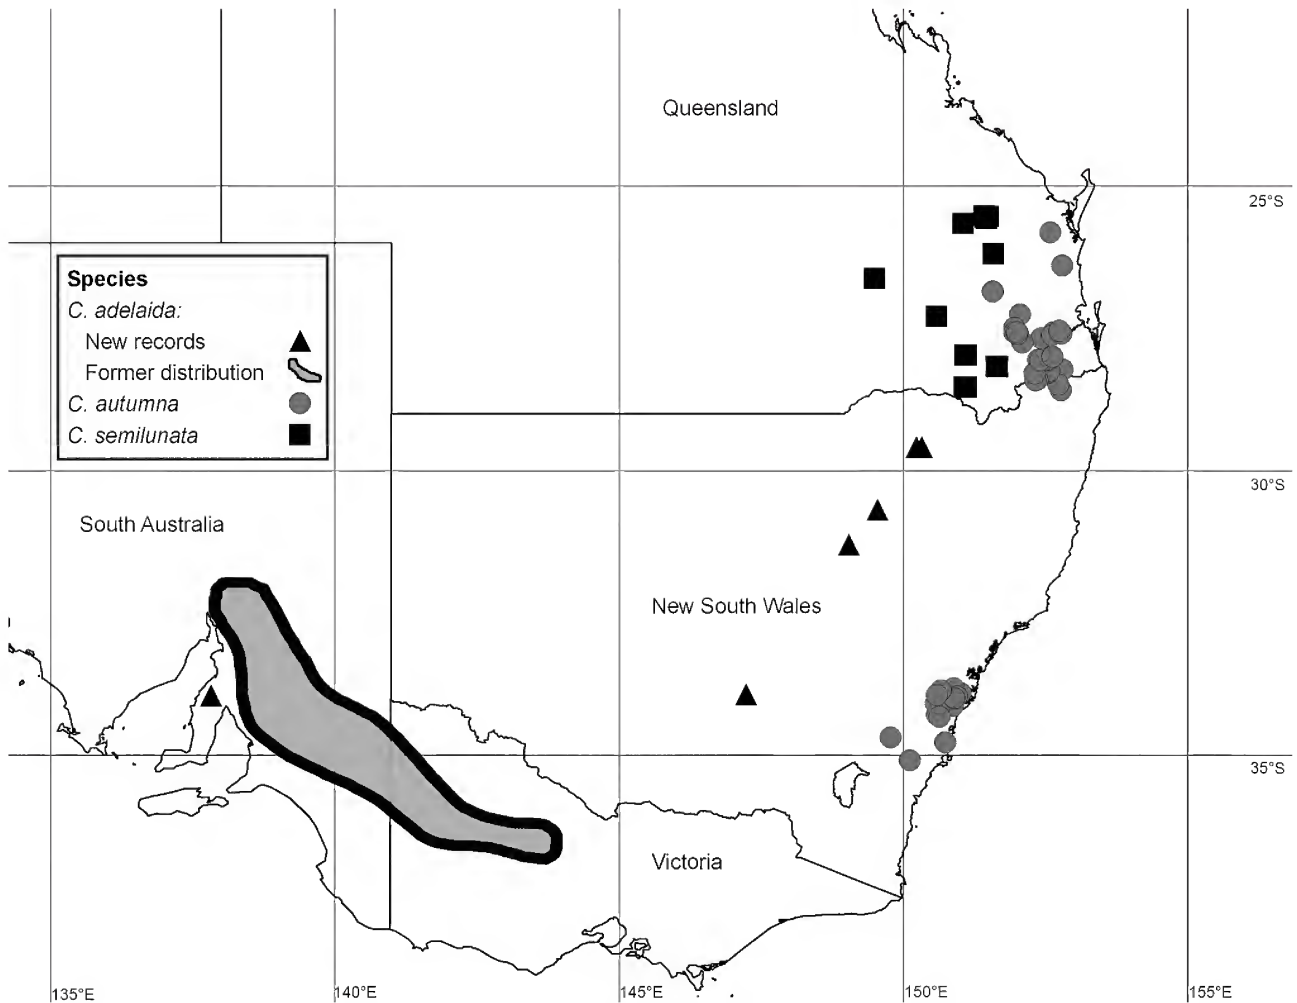 Queensland
25°S
Species
C. adelaida:
New records
Former distribution
C. autumna
C. semilunata
30°S
South Australia
New South Wales
35°S
Victoria
135°E 140°E 145°E 150°E 155°E